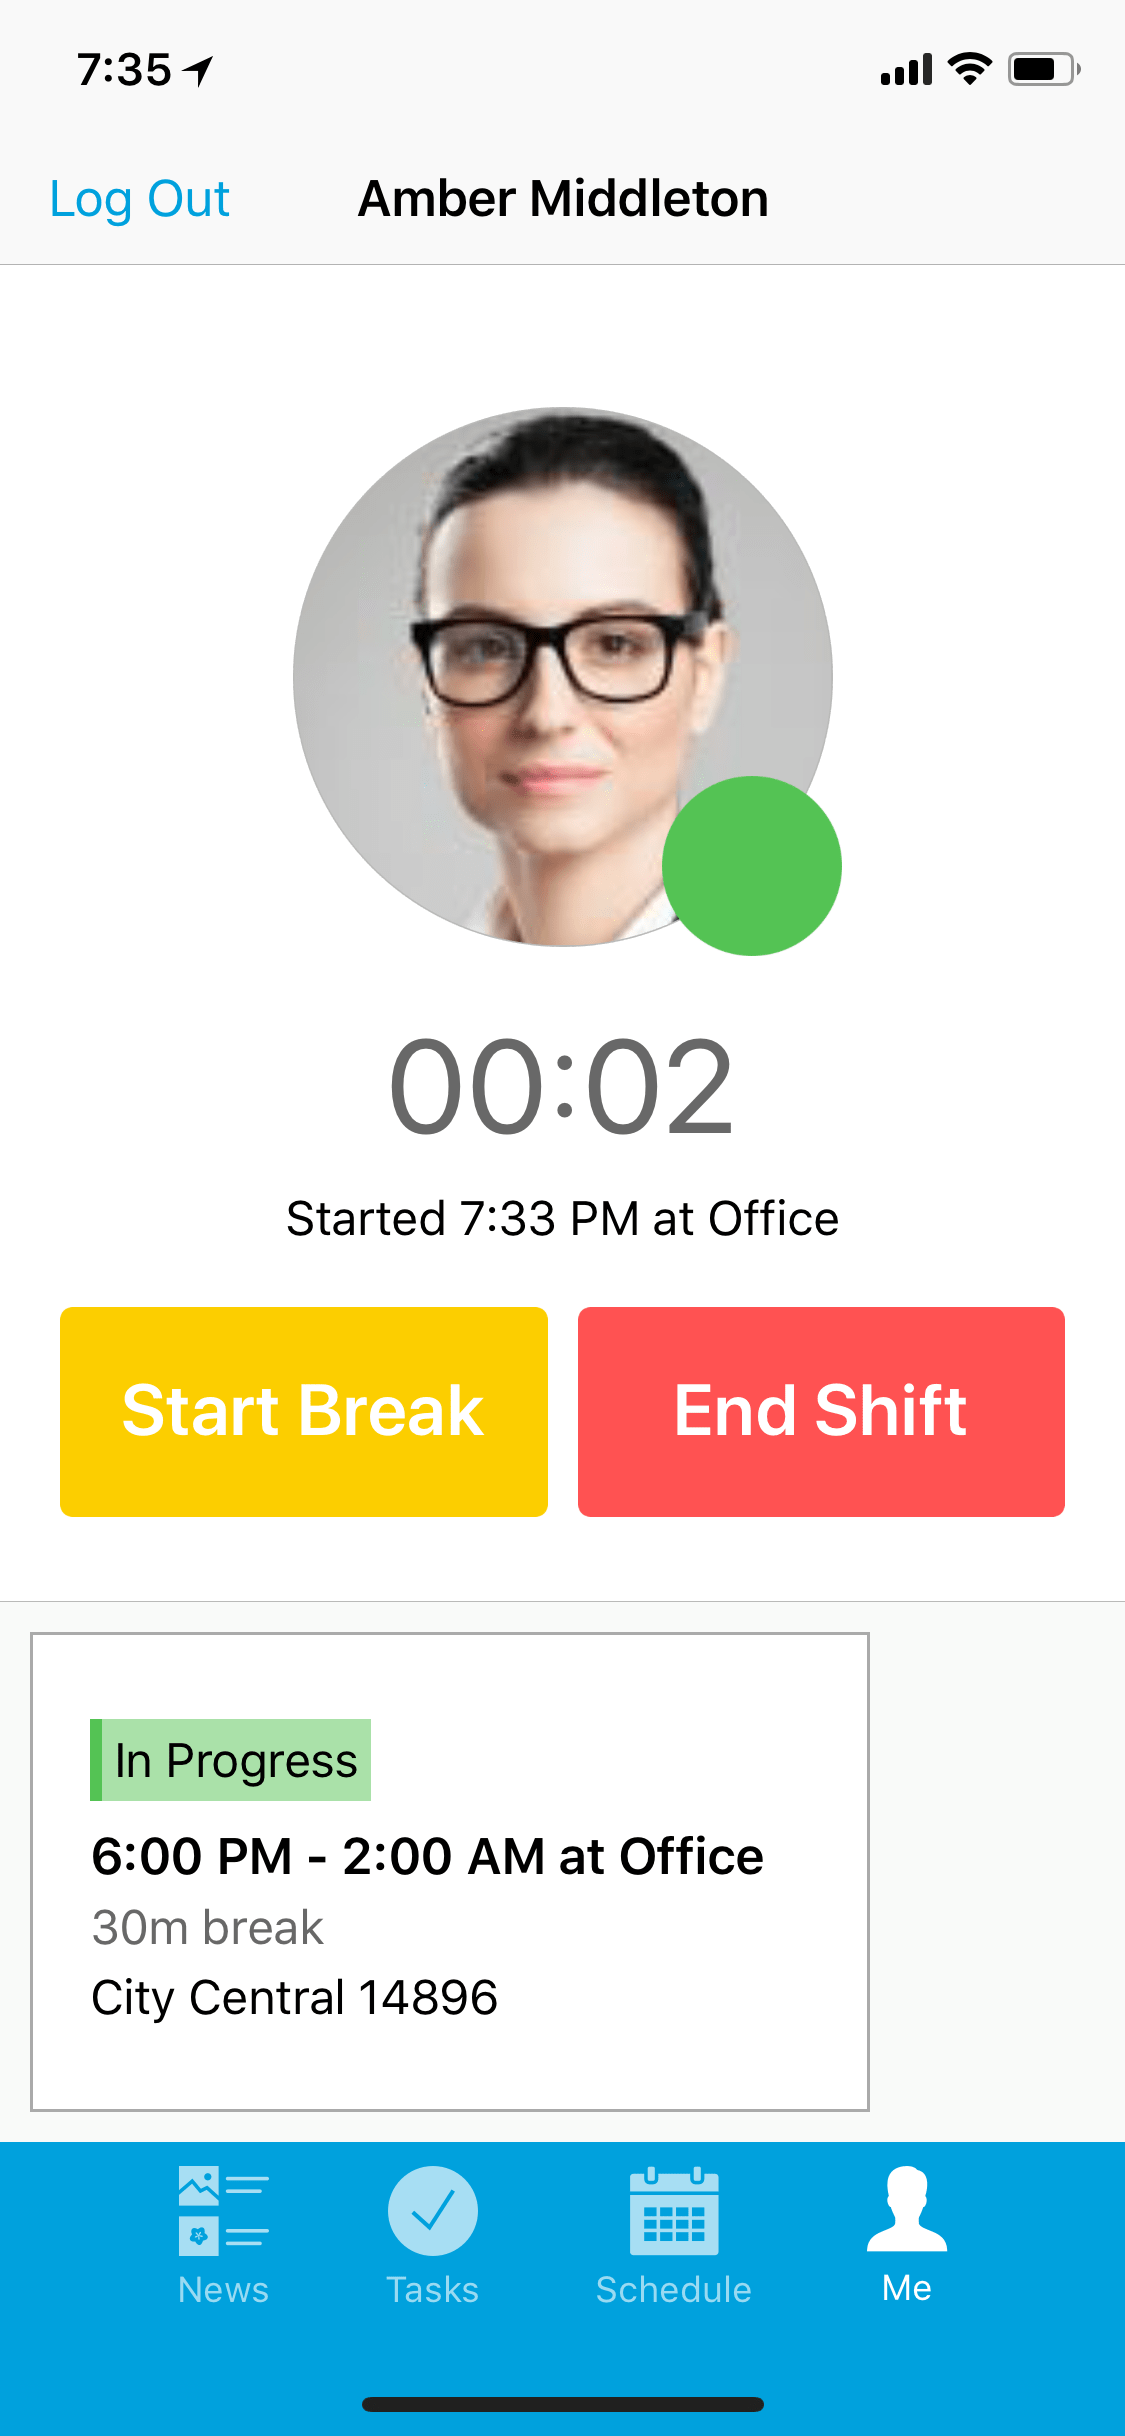 7:35
Log Out
Amber Middleton
00:02
Started 7:33 PM at Office
Start Break
End Shift
In Progress
6:00 PM - 2:00 AM at Office
30m break
City Central 14896
News
Tasks
Schedule
Me